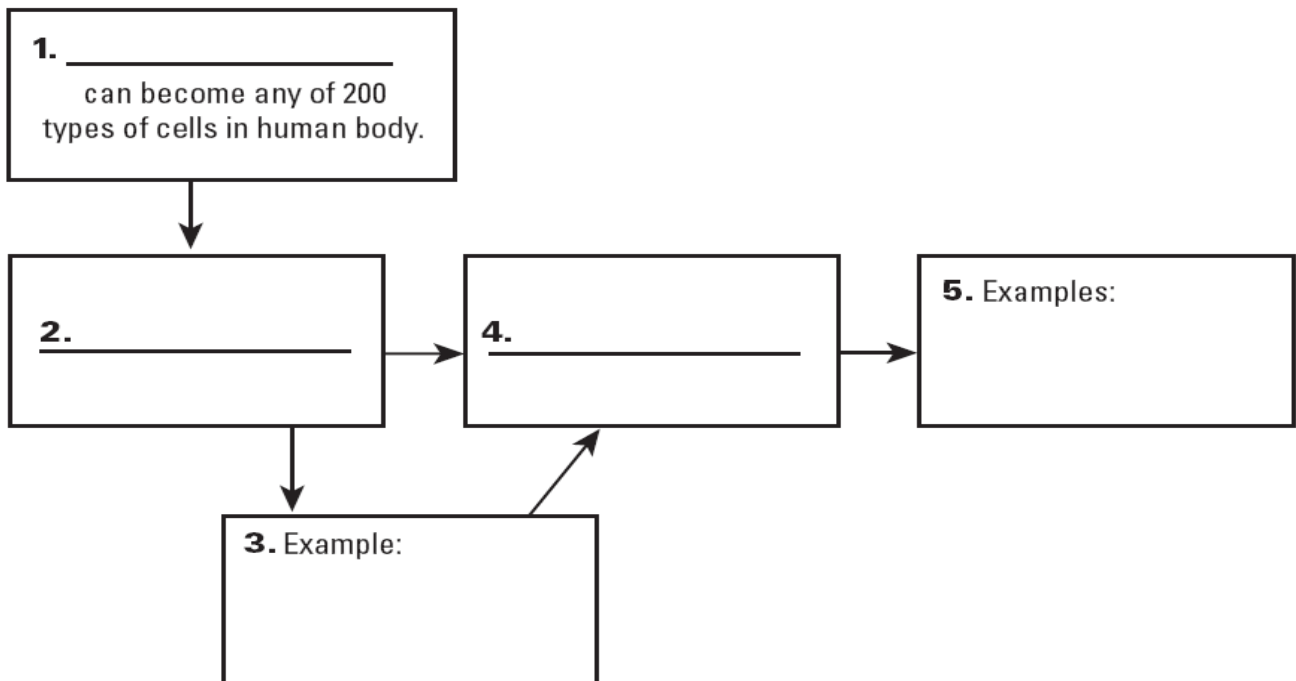 1.
can become any of 200
types of cells in human body.
2.
4.
5. Examples:
3. Example: